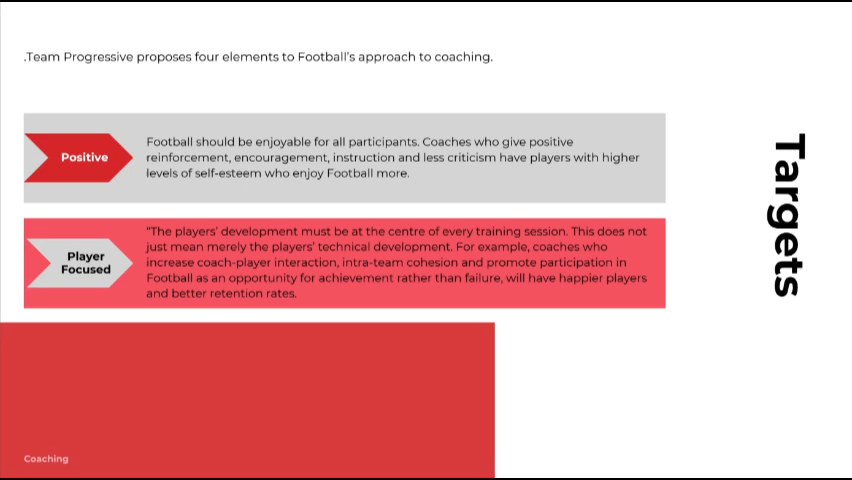 .Team Progressive proposes four elements to Football's approach to coaching.
Positive
Football should be enjoyable for all participants. Coaches who give positive
reinforcement, encouragement, instruction and less criticism have players with higher
levels of self-esteem who enjoy Football more.
Player
Focused
"The players' development must be at the centre of every training session. This does not
just mean merely the players' technical development. For example, coaches who
increase coach-player interaction, intra-team cohesion and promote participation in
Football as an opportunity for achievement rather than failure, will have happier players
and better retention rates.
Targets
Coaching